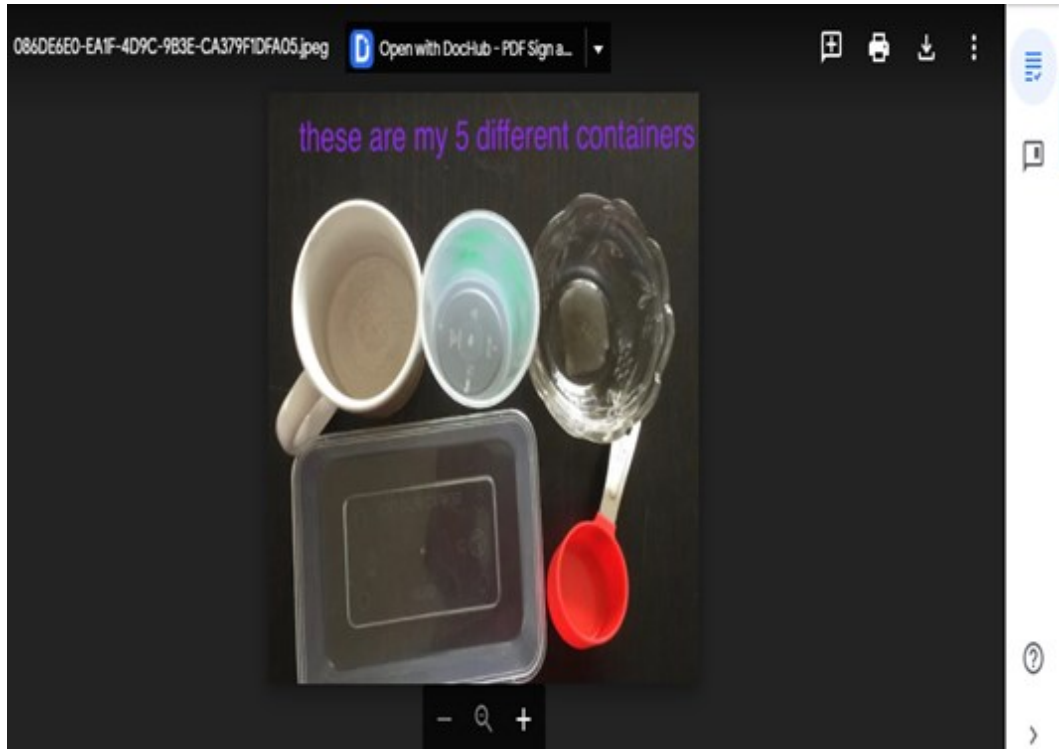 086DE6E0-EA1F-4D9C-9B3E-CA379F1DFA05.jpeg
Open with DocHub - PDF Sign a...
these are my 5 different containers